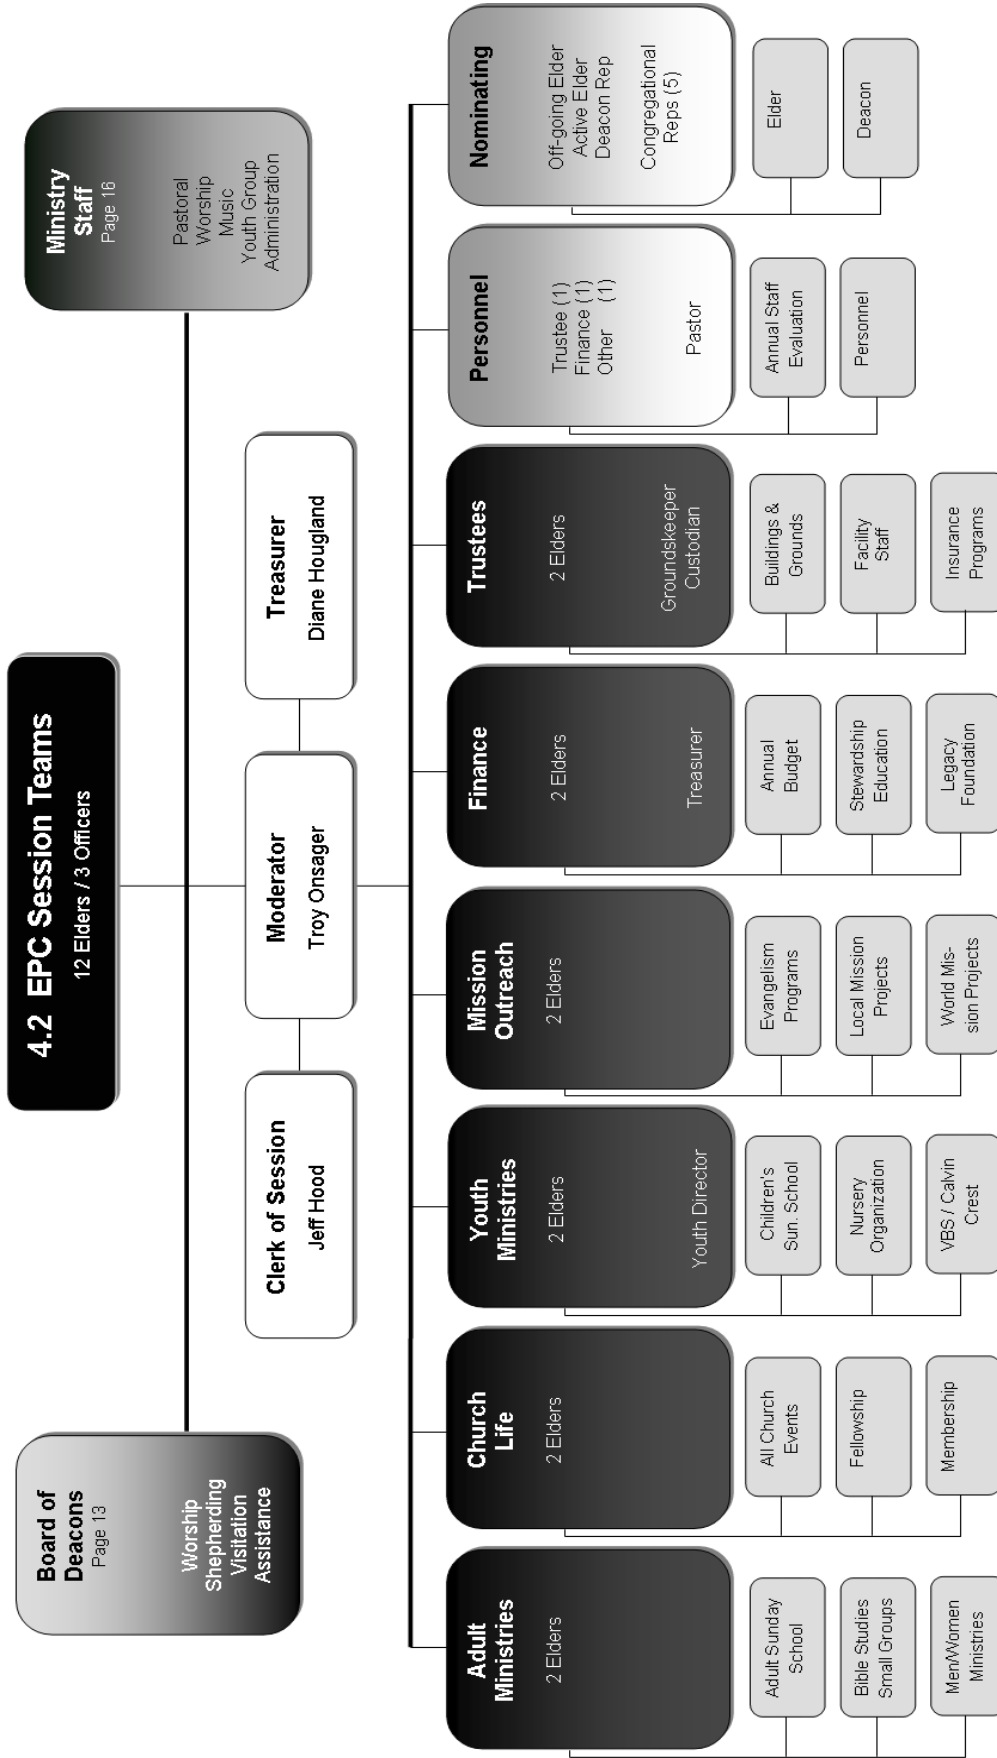 4.2 EPC Session Teams
12 Elders / 3 Officers
Board of
Deacons
Page 13
Worship
Shepherding
Visitation
Assistance
Ministry
Staff
Page 16
Pastoral
Worship
Music
Youth Group
Administration
Clerk of Session
Jeff Hood
Moderator
Troy Onsager
Treasurer
Diane Hougland
Adult
Ministries
2 Elders
Adult Sunday
School
Bible Studies
Small Groups
Men/Women
Ministries
Church
Life
2 Elders
All Church
Events
Fellowship
Membership
Youth
Ministries
2 Elders
Youth Director
Children's
Sun. School
Nursery
Organization
VBS / Calvin
Crest
Mission
Outreach
2 Elders
Evangelism
Programs
Local Mission
Projects
World Mis-
sion Projects
Finance
2 Elders
Treasurer
Annual
Budget
Stewardship
Education
Legacy
Foundation
Trustees
2 Elders
Groundskeeper
Custodian
Buildings &
Grounds
Facility
Staff
Insurance
Programs
Personnel
Trustee (1)
Finance (1)
Other (1)
Pastor
Annual Staff
Evaluation
Personnel
Nominating
Off-going Elder
Active Elder
Deacon Rep
Congregational
Reps (5)
Elder
Deacon